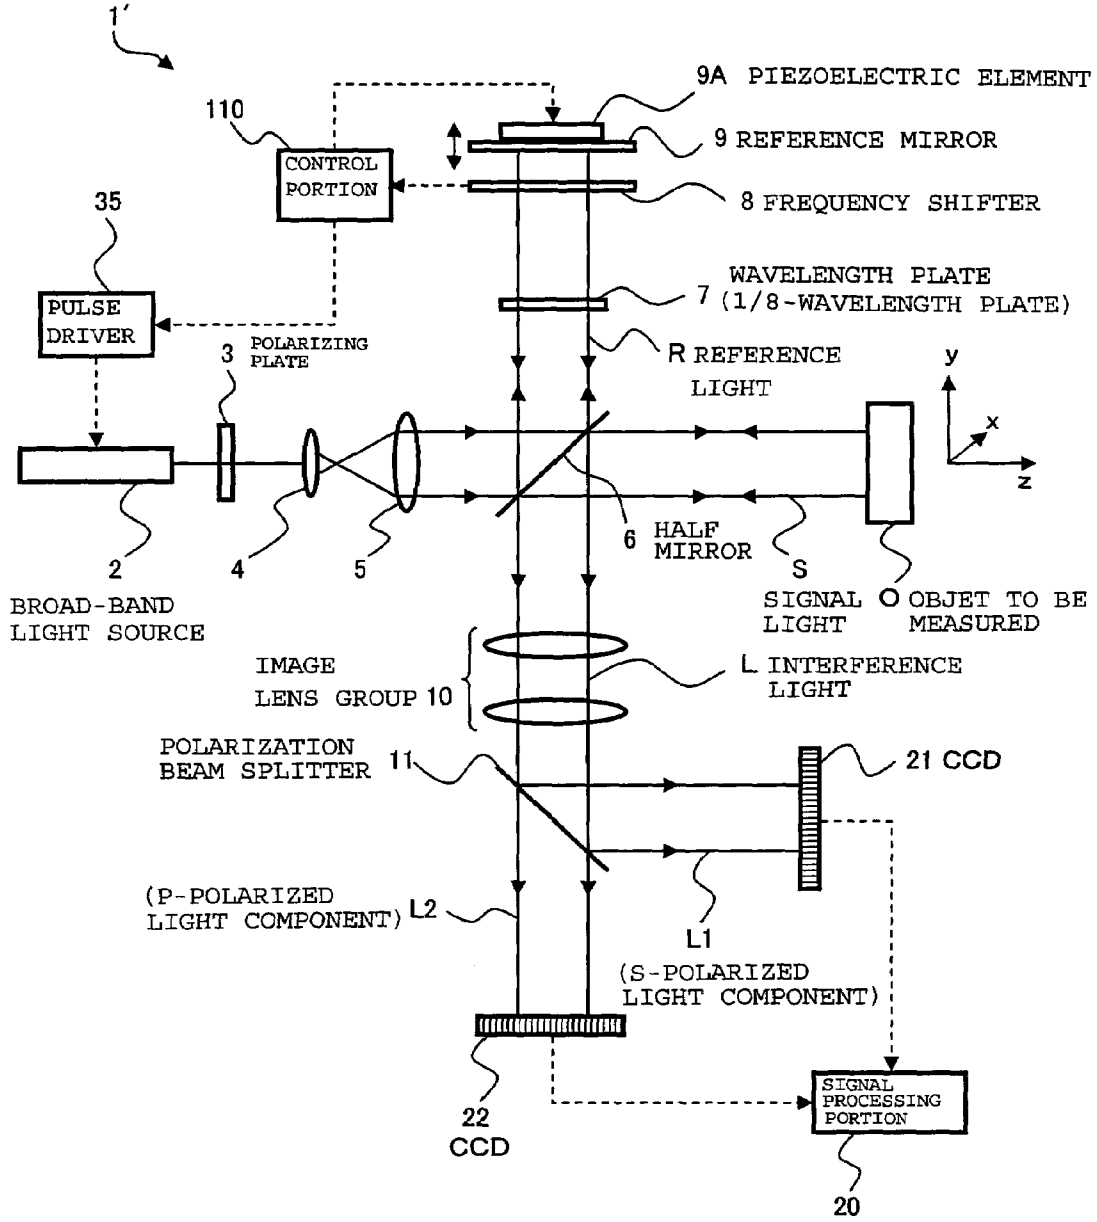 1′
9A PIEZOELECTRIC ELEMENT
110
9 REFERENCE MIRROR
CONTROL
PORTION
8 FREQUENCY SHIFTER
35
WAVELENGTH PLATE
7 (1/8-WAVELENGTH PLATE)
PULSE
DRIVER
3 POLARIZING
PLATE
R REFERENCE
LIGHT
y
x
z
2
4
5
6 HALF
MIRROR
S
BROAD-BAND
LIGHT SOURCE
SIGNAL
LIGHT
O OBJET TO BE
MEASURED
IMAGE
LENS GROUP 10
L INTERFERENCE
LIGHT
POLARIZATION
BEAM SPLITTER
11
21 CCD
(P-POLARIZED
LIGHT COMPONENT) L2
L1
(S-POLARIZED
LIGHT COMPONENT)
22
CCD
SIGNAL
PROCESSING
PORTION
20